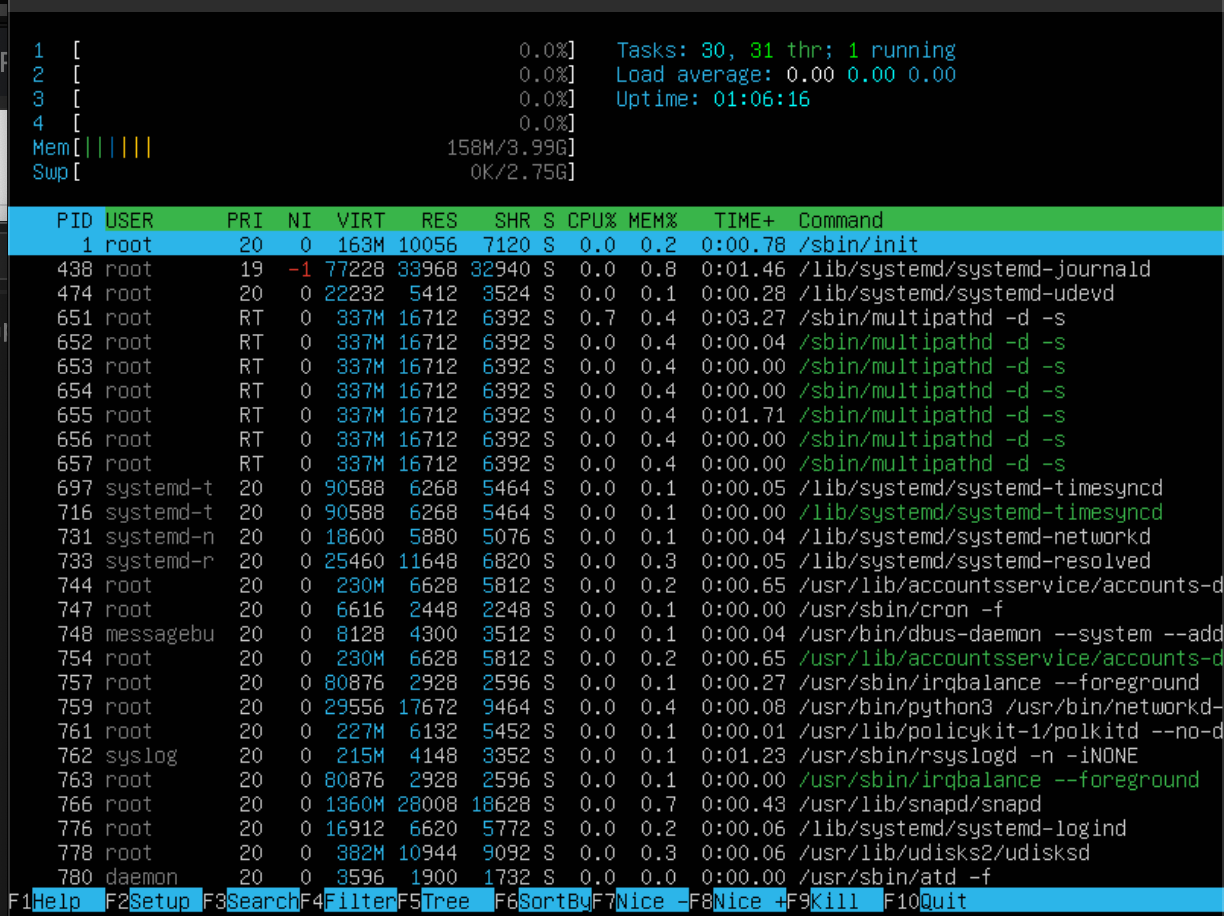 1 [ 0.0%] Tasks: 30, 31 thr; 1 running
2 [ 0.0%] Load average: 0.00 0.00 0.00
3 [ 0.0%] Uptime: 01:06:16
4 [ 0.0%]
Mem[|||||| 158M/3.99G]
Swp[ 0K/2.75G]
PID USER PRI NI VIRT RES SHR S CPU% MEM% TIME+ Command
1 root 20 0 163M 10056 7120 S 0.0 0.2 0:00.78 /sbin/init
438 root 19 -1 77228 33968 32940 S 0.0 0.8 0:01.46 /lib/systemd/systemd-journald
474 root 20 0 22232 5412 3524 S 0.0 0.1 0:00.28 /lib/systemd/systemd-udevd
651 root RT 0 337M 16712 6392 S 0.7 0.4 0:03.27 /sbin/multipathd -d -s
652 root RT 0 337M 16712 6392 S 0.0 0.4 0:00.04 /sbin/multipathd -d -s
653 root RT 0 337M 16712 6392 S 0.0 0.4 0:00.00 /sbin/multipathd -d -s
654 root RT 0 337M 16712 6392 S 0.0 0.4 0:00.00 /sbin/multipathd -d -s
655 root RT 0 337M 16712 6392 S 0.0 0.4 0:01.71 /sbin/multipathd -d -s
656 root RT 0 337M 16712 6392 S 0.0 0.4 0:00.00 /sbin/multipathd -d -s
657 root RT 0 337M 16712 6392 S 0.0 0.4 0:00.00 /sbin/multipathd -d -s
697 systemd-t 20 0 90588 6268 5464 S 0.0 0.1 0:00.05 /lib/systemd/systemd-timesyncd
716 systemd-t 20 0 90588 6268 5464 S 0.0 0.1 0:00.00 /lib/systemd/systemd-timesyncd
731 systemd-n 20 0 18600 5880 5076 S 0.0 0.1 0:00.04 /lib/systemd/systemd-networkd
733 systemd-r 20 0 25460 11648 6820 S 0.0 0.3 0:00.05 /lib/systemd/systemd-resolved
744 root 20 0 230M 6628 5812 S 0.0 0.2 0:00.65 /usr/lib/accountsservice/accounts-d
747 root 20 0 6616 2448 2248 S 0.0 0.1 0:00.00 /usr/sbin/cron -f
748 messagebu 20 0 8128 4300 3512 S 0.0 0.1 0:00.04 /usr/bin/dbus-daemon --system --add
754 root 20 0 230M 6628 5812 S 0.0 0.2 0:00.65 /usr/lib/accountsservice/accounts-d
757 root 20 0 80876 2928 2596 S 0.0 0.1 0:00.27 /usr/sbin/irqbalance --foreground
759 root 20 0 29556 17672 9464 S 0.0 0.4 0:00.08 /usr/bin/python3 /usr/bin/networkd-
761 root 20 0 227M 6132 5452 S 0.0 0.1 0:00.01 /usr/lib/policykit-1/polkitd --no-d
762 syslog 20 0 215M 4148 3352 S 0.0 0.1 0:01.23 /usr/sbin/rsyslogd -n -iNONE
763 root 20 0 80876 2928 2596 S 0.0 0.1 0:00.00 /usr/sbin/irqbalance --foreground
766 root 20 0 1360M 28008 18628 S 0.0 0.7 0:00.43 /usr/lib/snapd/snapd
776 root 20 0 16912 6620 5772 S 0.0 0.2 0:00.06 /lib/systemd/systemd-logind
778 root 20 0 382M 10944 9092 S 0.0 0.3 0:00.06 /usr/lib/udisks2/udisksd
780 daemon 20 0 3596 1900 1732 S 0.0 0.0 0:00.00 /usr/sbin/atd -f
F1Help F2Setup F3SearchF4FilterF5Tree F6SortByF7Nice -F8Nice +F9Kill F10Quit